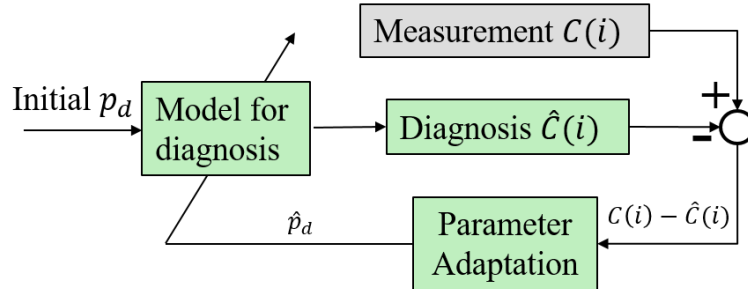 Measurement C(i)
Initial p_d
Model for
diagnosis
Diagnosis Ĉ(i)
+
-
p̂_d
Parameter
Adaptation
C(i) − Ĉ(i)